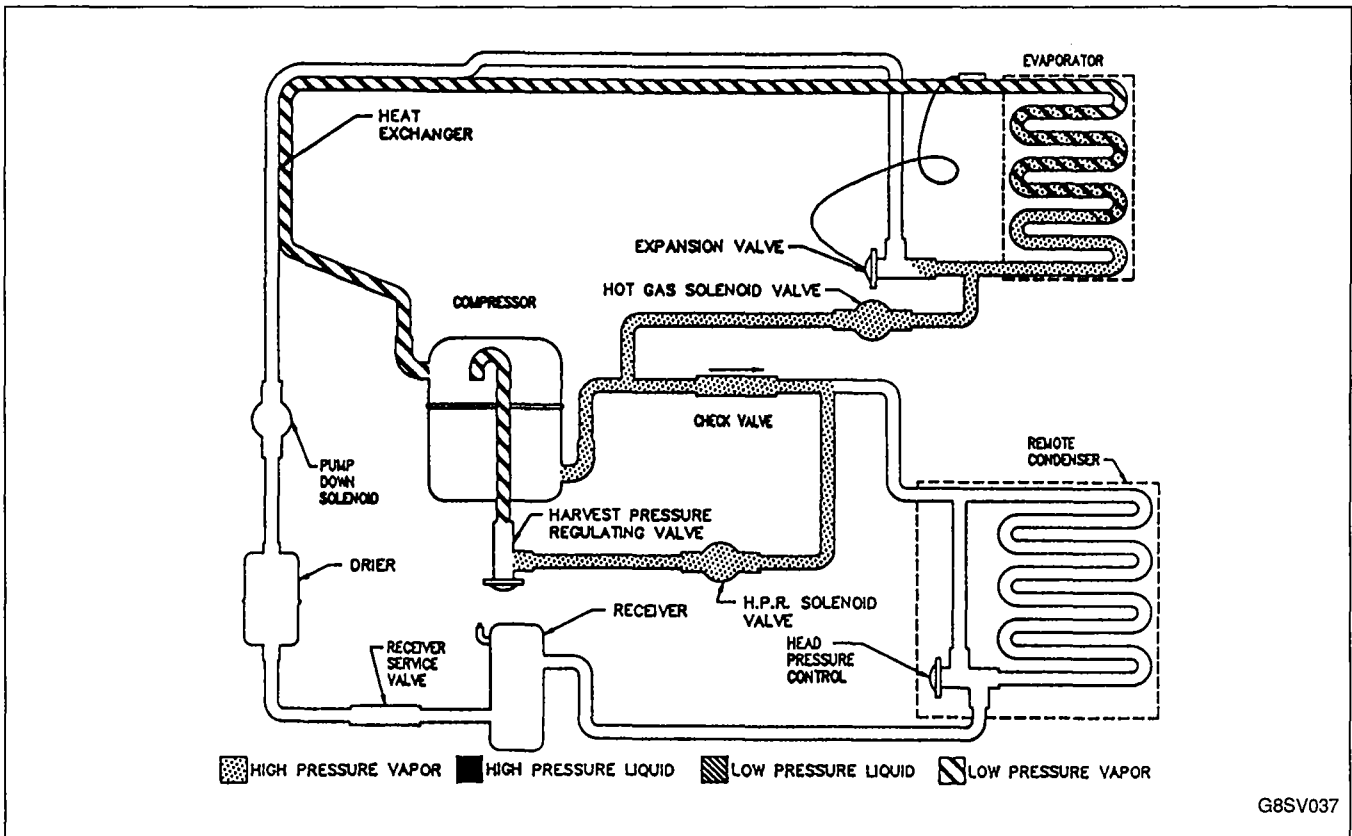 EVAPORATOR
HEAT
EXCHANGER
EXPANSION VALVE
HOT GAS SOLENOID VALVE
COMPRESSOR
CHECK VALVE
REMOTE
CONDENSER
PUMP
DOWN
SOLENOID
HARVEST PRESSURE
REGULATING VALVE
DRIER
H.P.R. SOLENOID
VALVE
RECEIVER
RECEIVER
SERVICE
VALVE
HEAD
PRESSURE
CONTROL
HIGH PRESSURE VAPOR HIGH PRESSURE LIQUID LOW PRESSURE LIQUID LOW PRESSURE VAPOR
G8SV037